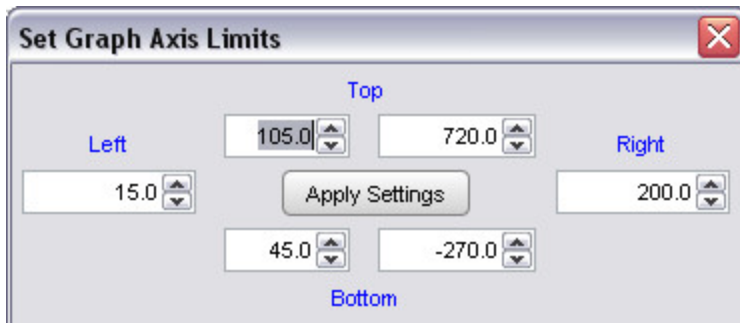 Set Graph Axis Limits
Top
Left 105.0 720.0 Right
15.0 Apply Settings 200.0
45.0 -270.0
Bottom